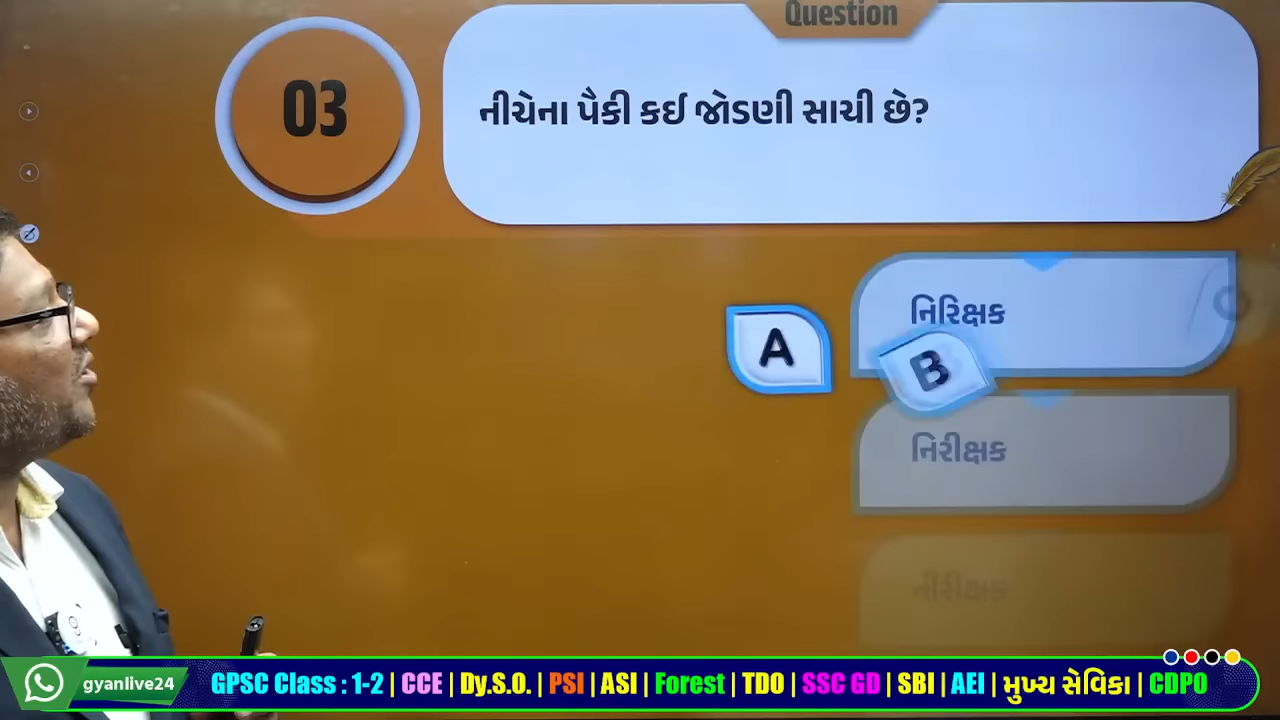 Question
03
નીચેના પૈકી કઈ જોડણી સાચી છે?
A
નિરિક્ષક
B
નિરીક્ષક
નીરીક્ષક
gyanlive24
GPSC Class : 1-2 | CCE | Dy.S.O. | PSI | ASI | Forest | TDO | SSC GD | SBI | AEI | મુખ્ય સેવિકા | CDPO